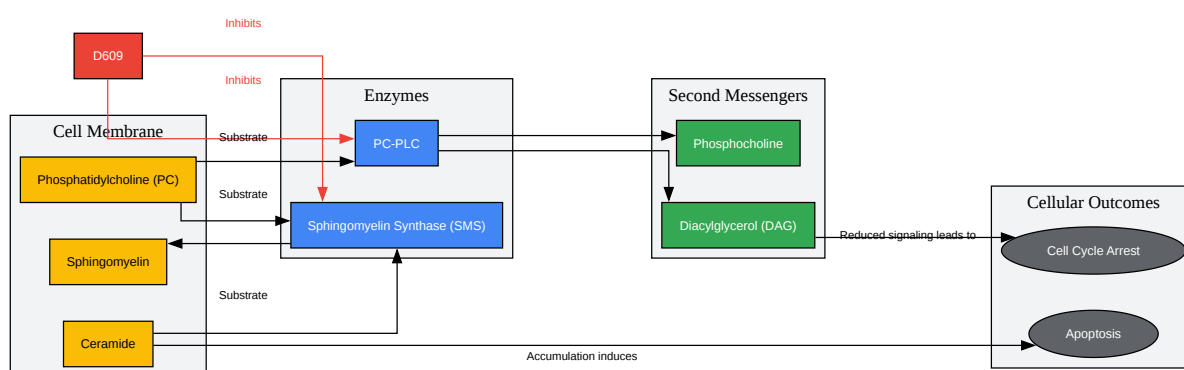 Inhibits
D609
Inhibits
Enzymes
Second Messengers
Cell Membrane
Substrate
PC-PLC
Phosphocholine
Phosphatidylcholine (PC)
Substrate
Sphingomyelin Synthase (SMS)
Diacylglycerol (DAG)
Cellular Outcomes
Reduced signaling leads to
Cell Cycle Arrest
Sphingomyelin
Substrate
Ceramide
Apoptosis
Accumulation induces